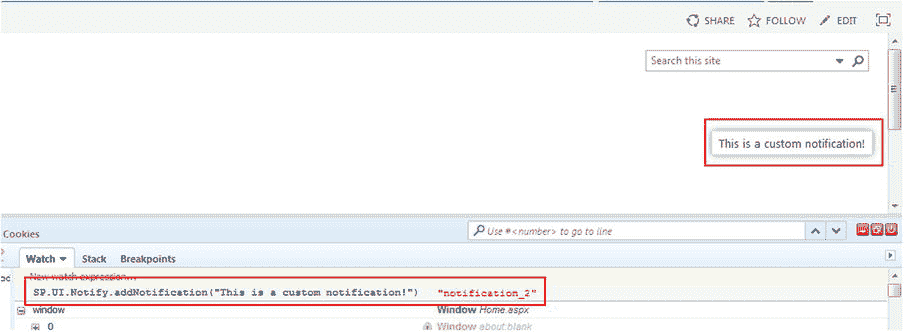 SHARE FOLLOW EDIT
Search this site
This is a custom notification!
Cookies
Use #<number> to go to line
Watch Stack Breakpoints
New watch expression...
SP.UI.Notify.addNotification("This is a custom notification!") "notification_2"
window Window Home.aspx
0 Window about:blank